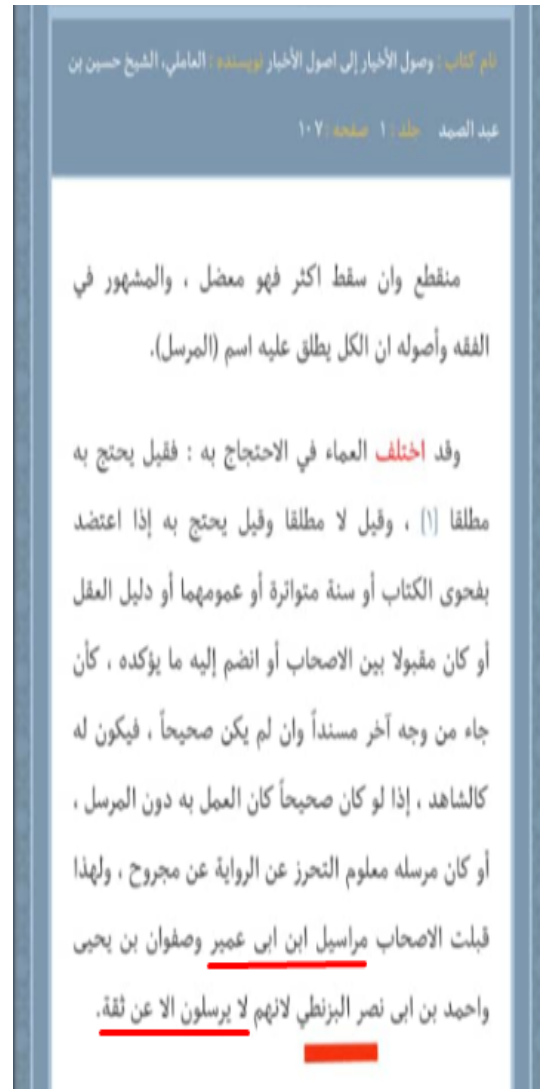 نام کتاب : وصول الأخيار إلى اصول الأخبار نویسنده : العاملي، الشيخ حسين بن
عبد الصمد جلد : ١ صفحه : ١٠٧
منقطع وان سقط اكثر فهو معضل ، والمشهور في
الفقه وأصوله ان الكل يطلق عليه اسم (المرسل).
وقد اختلف العماء في الاحتجاج به : فقيل يحتج به
مطلقا (١) ، وقيل لا مطلقا وقيل يحتج به إذا اعتضد
بفحوى الكتاب أو سنة متواترة أو عمومهما أو دليل العقل
أو كان مقبولا بين الاصحاب أو انضم إليه ما يؤكده ، كأن
جاء من وجه آخر مسنداً وان لم يكن صحيحاً ، فيكون له
كالشاهد ، إذا لو كان صحيحاً كان العمل به دون المرسل ،
أو كان مرسله معلوم التحرز عن الرواية عن مجروح ، ولهذا
قبلت الاصحاب مراسيل ابن ابى عمير وصفوان بن يحيى
واحمد بن ابى نصر البزنطي لانهم لا يرسلون الا عن ثقة.